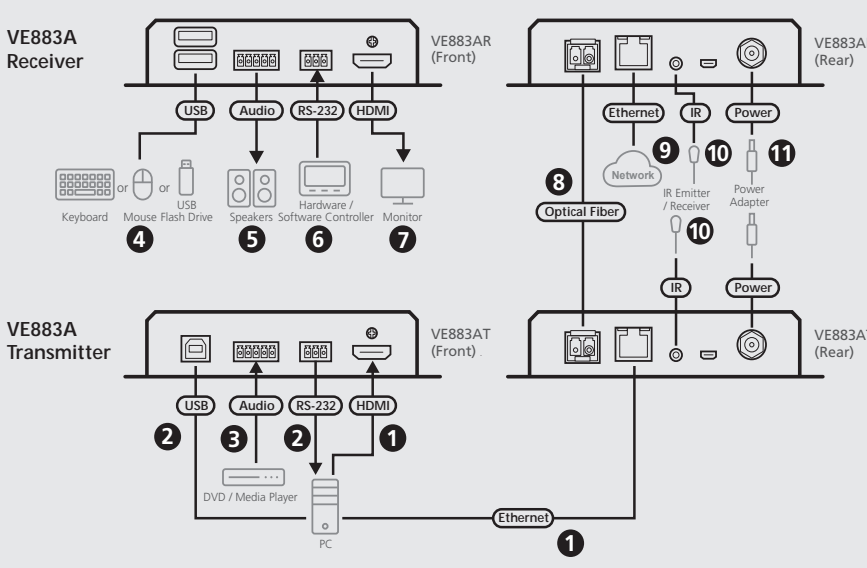 VE883A
Receiver
VE883AR
(Front)
USB
Audio
RS-232
HDMI
Keyboard
or
Mouse
or
USB
Flash Drive
Speakers
Hardware /
Software Controller
Monitor
4
5
6
7
VE883A
(Rear)
Ethernet
IR
Power
8
Optical Fiber
9
Network
10
IR Emitter
/ Receiver
10
11
Power
Adapter
IR
Power
VE883A
Transmitter
VE883AT
(Front)
USB
Audio
RS-232
HDMI
2
3
2
1
DVD / Media Player
PC
VE883AT
(Rear)
Ethernet
1